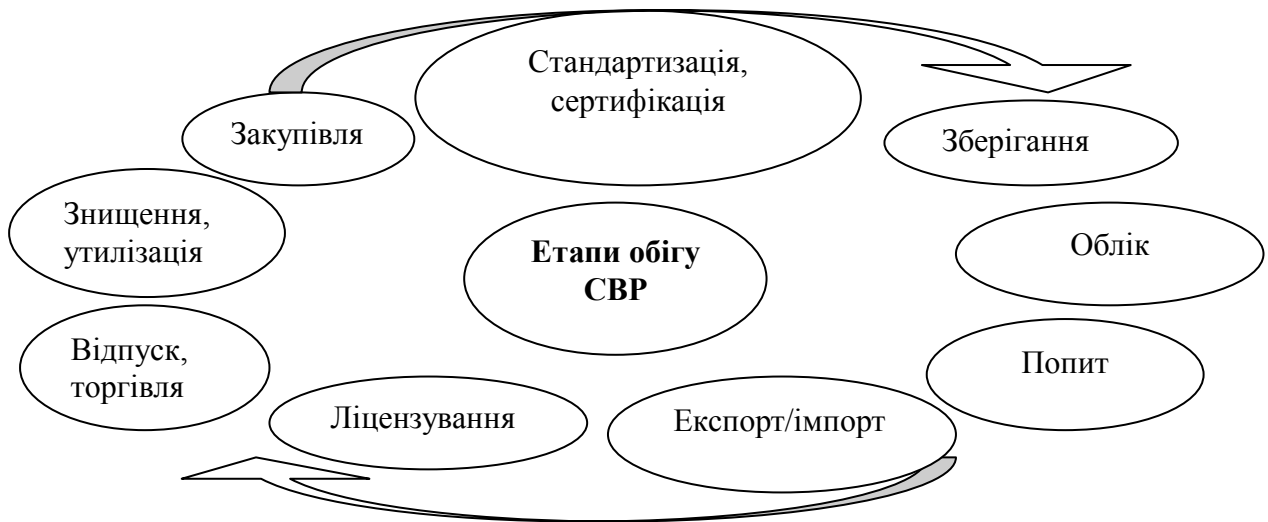 Стандартизація,
сертифікація
Закупівля
Зберігання
Знищення,
утилізація
Етапи обігу
СВР
Облік
Відпуск,
торгівля
Попит
Ліцензування
Експорт/імпорт